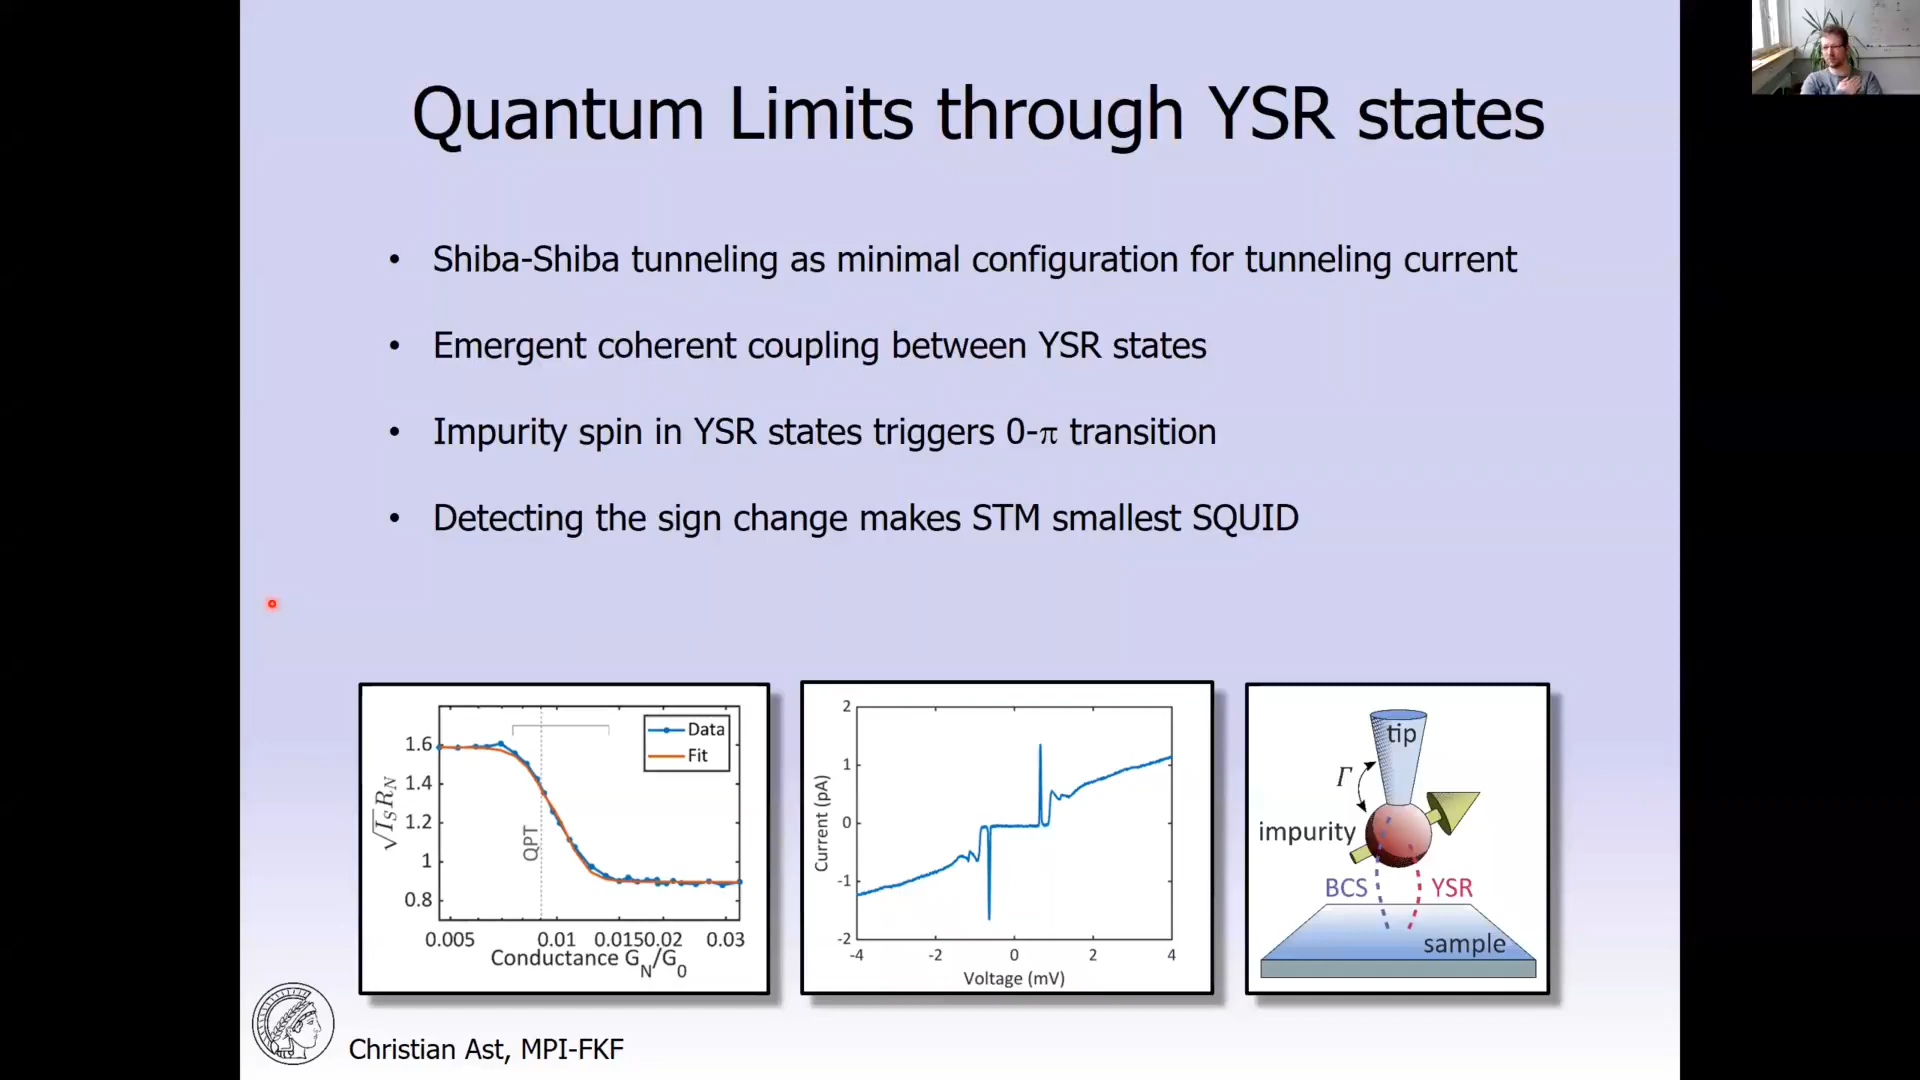 Quantum Limits through YSR states
• Shiba-Shiba tunneling as minimal configuration for tunneling current
• Emergent coherent coupling between YSR states
• Impurity spin in YSR states triggers 0-π transition
• Detecting the sign change makes STM smallest SQUID
√I_S R_N
1.6
1.4
1.2
1
0.8
QPT
Data
Fit
0.005 0.01 0.015 0.02 0.03
Conductance G_N/G_0
Current (pA)
2
1
0
-1
-2
-4 -2 0 2 4
Voltage (mV)
tip
Γ
impurity
BCS YSR
sample
Christian Ast, MPI-FKF